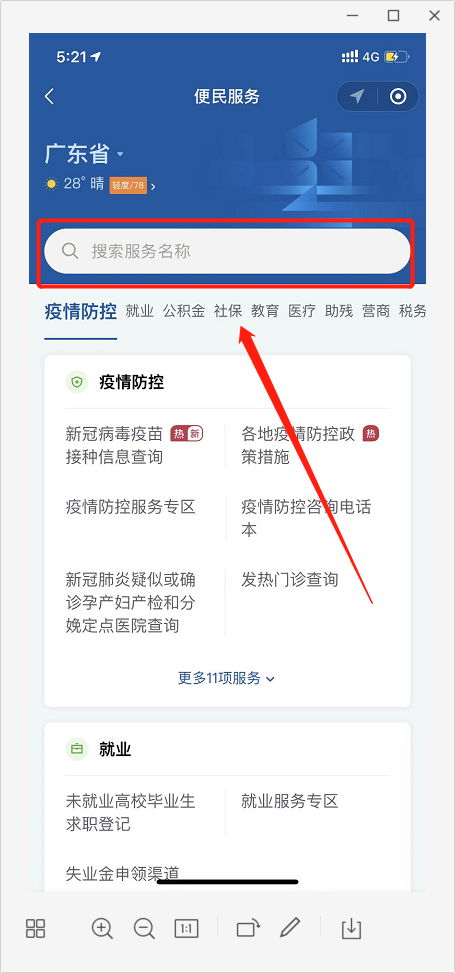 5:21 4G
便民服务
广东省
28° 晴 轻度/78
搜索服务名称
疫情防控 就业 公积金 社保 教育 医疗 助残 营商 税务
疫情防控
新冠病毒疫苗 热 新
接种信息查询
各地疫情防控政 热
策措施
疫情防控服务专区
疫情防控咨询电话
本
新冠肺炎疑似或确
诊孕产妇产检和分
娩定点医院查询
发热门诊查询
更多11项服务
就业
未就业高校毕业生
求职登记
就业服务专区
失业金申领渠道
1:1